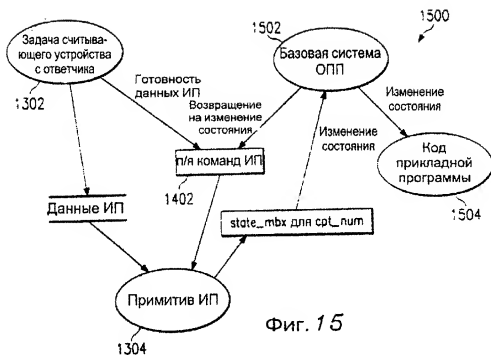 Задача считыва-
ющего устройства
с ответчика
1302
Готовность
данных ИП
1502
Базовая система
ОПП
1500
Возвращение
на изменение
состояния
Изменение
состояния
Изменение
состояния
п/я команд ИП
1402
Код
прикладной
программы
1504
Данные ИП
state_mbx для cpt_num
Примитив ИП
1304
Фиг. 15